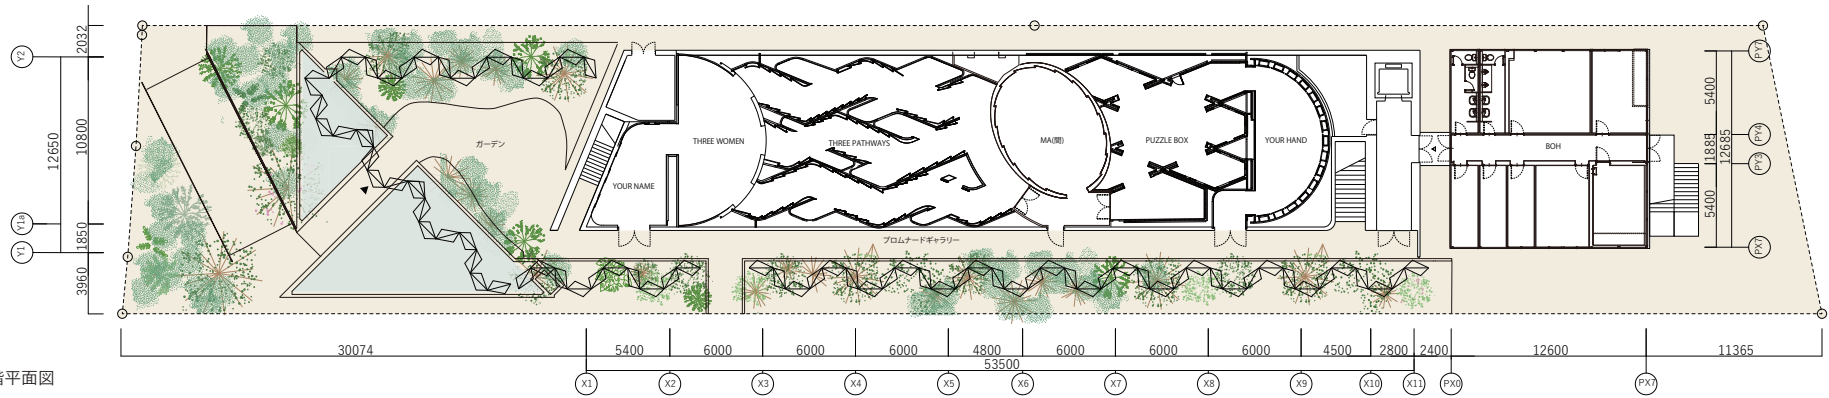 2032
12650
10800
1850
3960
Y2
Y1a
Y1
ガーデン
YOUR NAME
THREE WOMEN
THREE PATHWAYS
MA(間)
PUZZLE BOX
YOUR HAND
BOH
プロムナードギャラリー
5400
11885
12685
5400
PY7
PY4
PY3
PX7
30074
5400
6000
6000
6000
4800
6000
6000
6000
4500
2800
2400
12600
11365
53500
X1
X2
X3
X4
X5
X6
X7
X8
X9
X10
X11
PX0
PX7
平面図